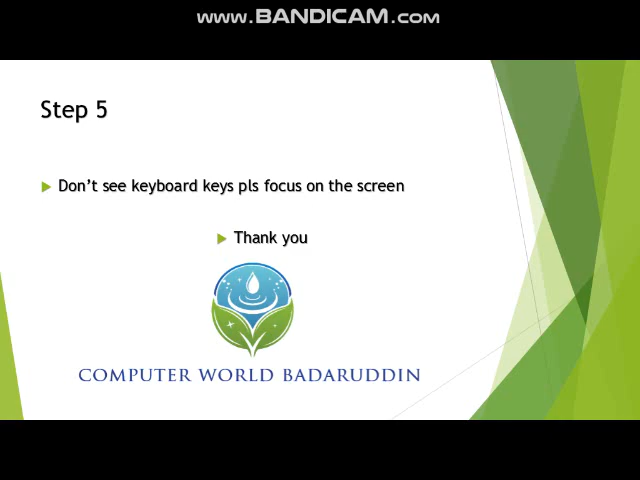 www.BANDICAM.com
Step 5
Don't see keyboard keys pls focus on the screen
Thank you
COMPUTER WORLD BADARUDDIN